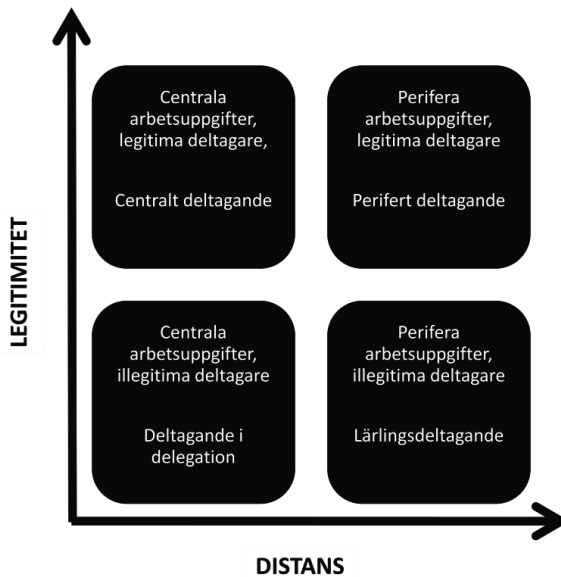 Centrala
arbetsuppgifter,
legitima deltagare,
Centralt deltagande
Perifera
arbetsuppgifter,
legitima deltagare
Perifert deltagande
LEGITIMITET
Centrala
arbetsuppgifter,
illegitima deltagare
Deltagande i
delegation
Perifera
arbetsuppgifter,
illegitima deltagare
Lärlingsdeltagande
DISTANS